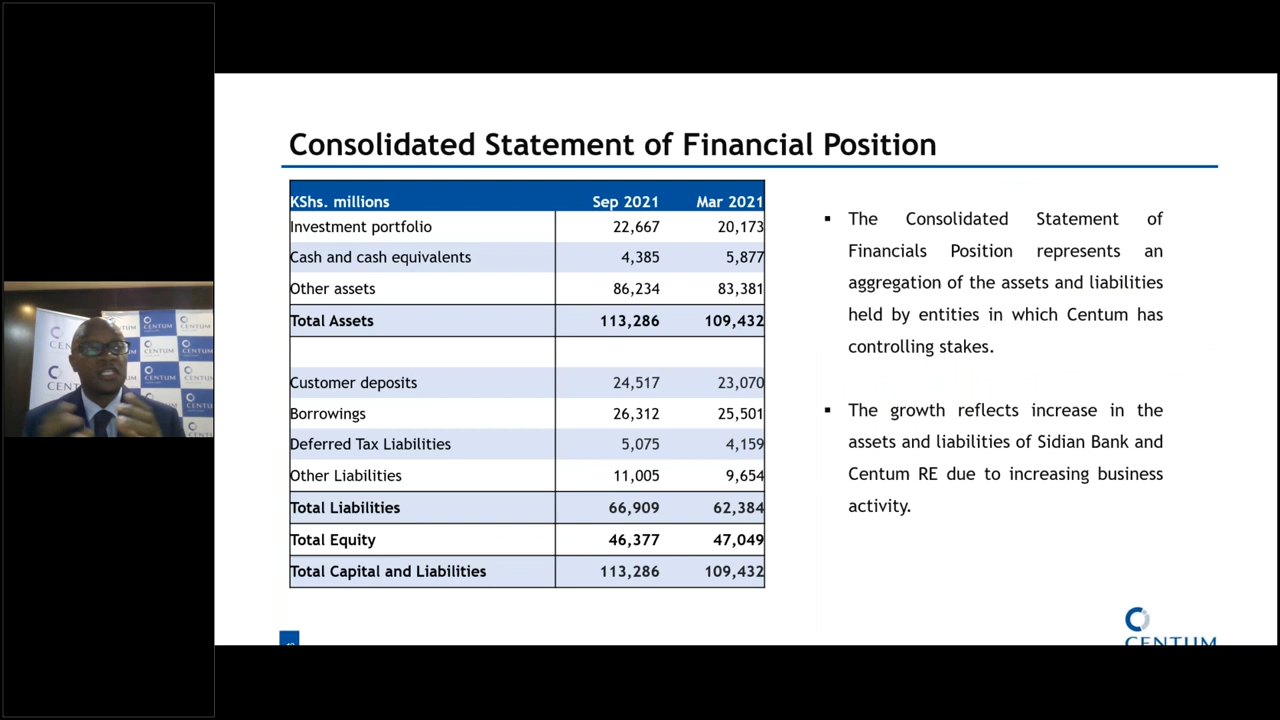 Consolidated Statement of Financial Position
KShs. millions Sep 2021 Mar 2021
Investment portfolio 22,667 20,173
Cash and cash equivalents 4,385 5,877
Other assets 86,234 83,381
Total Assets 113,286 109,432
Customer deposits 24,517 23,070
Borrowings 26,312 25,501
Deferred Tax Liabilities 5,075 4,159
Other Liabilities 11,005 9,654
Total Liabilities 66,909 62,384
Total Equity 46,377 47,049
Total Capital and Liabilities 113,286 109,432
▪ The Consolidated Statement of
Financials Position represents an
aggregation of the assets and liabilities
held by entities in which Centum has
controlling stakes.
▪ The growth reflects increase in the
assets and liabilities of Sidian Bank and
Centum RE due to increasing business
activity.
CENTUM
CENTUM
CENTUM
CENTUM
CENTUM
CENTUM